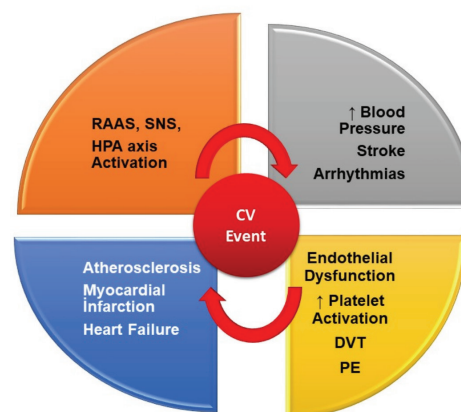 RAAS, SNS,
HPA axis
Activation
↑ Blood
Pressure
Stroke
Arrhythmias
CV
Event
Atherosclerosis
Myocardial
İnfarction
Heart Failure
Endothelial
Dysfunction
↑ Platelet
Activation
DVT
PE